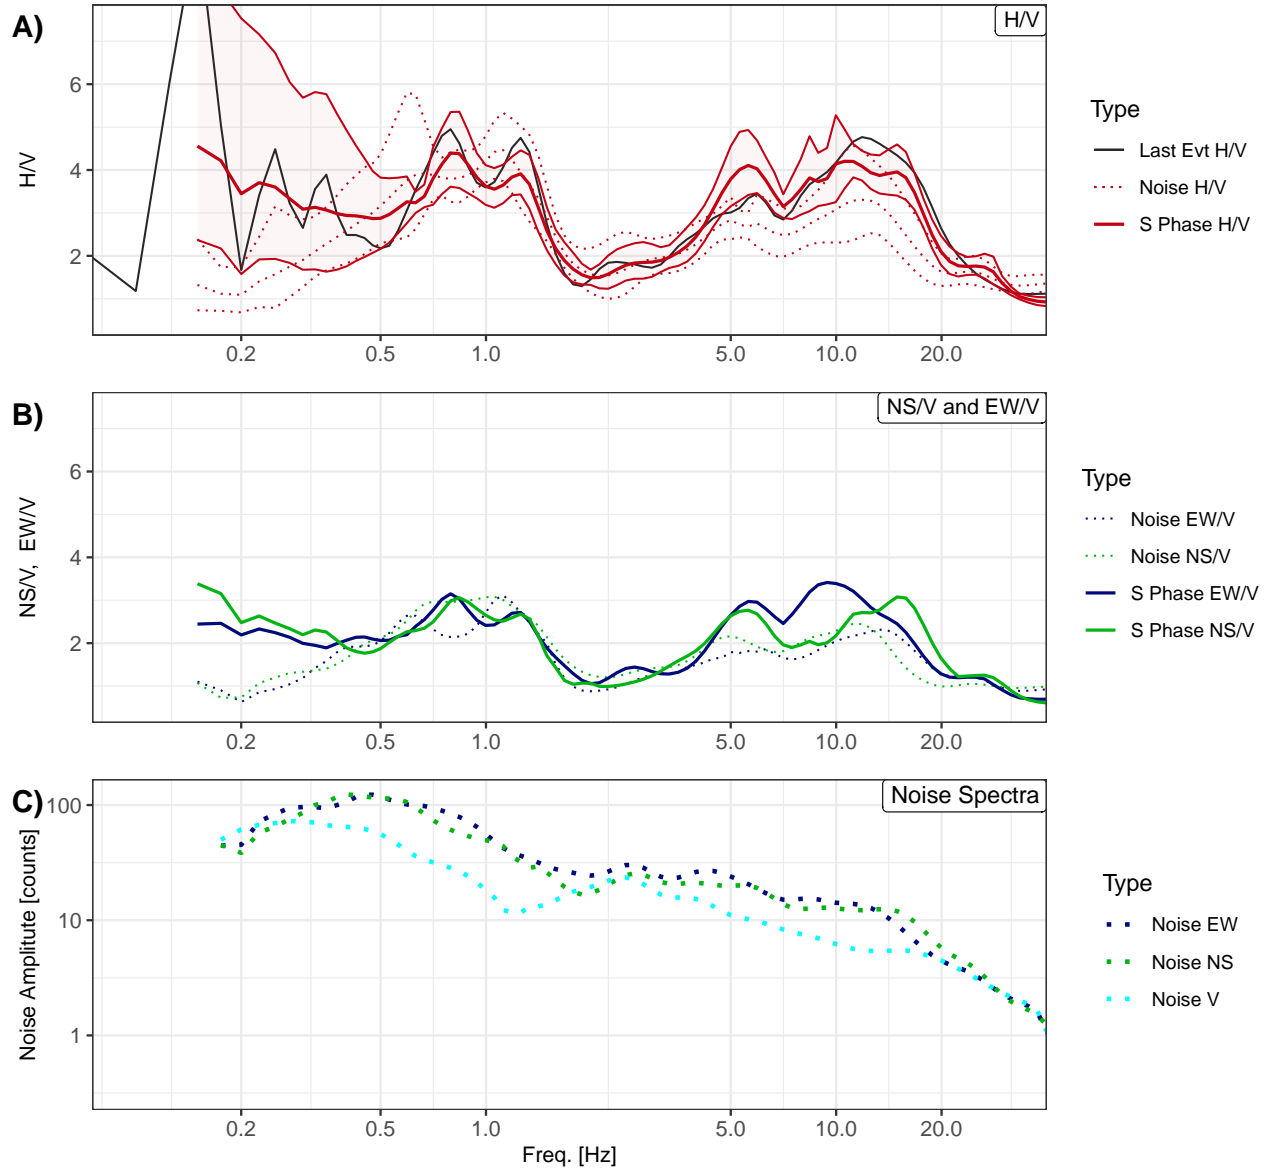 A)
H/V
H/V
6
4
2
0.2 0.5 1.0 5.0 10.0 20.0
Type
Last Evt H/V
Noise H/V
S Phase H/V
B)
NS/V and EW/V
NS/V, EW/V
6
4
2
0.2 0.5 1.0 5.0 10.0 20.0
Type
Noise EW/V
Noise NS/V
S Phase EW/V
S Phase NS/V
C)
Noise Spectra
Noise Amplitute [counts]
100
10
1
0.2 0.5 1.0 5.0 10.0 20.0
Freq. [Hz]
Type
Noise EW
Noise NS
Noise V